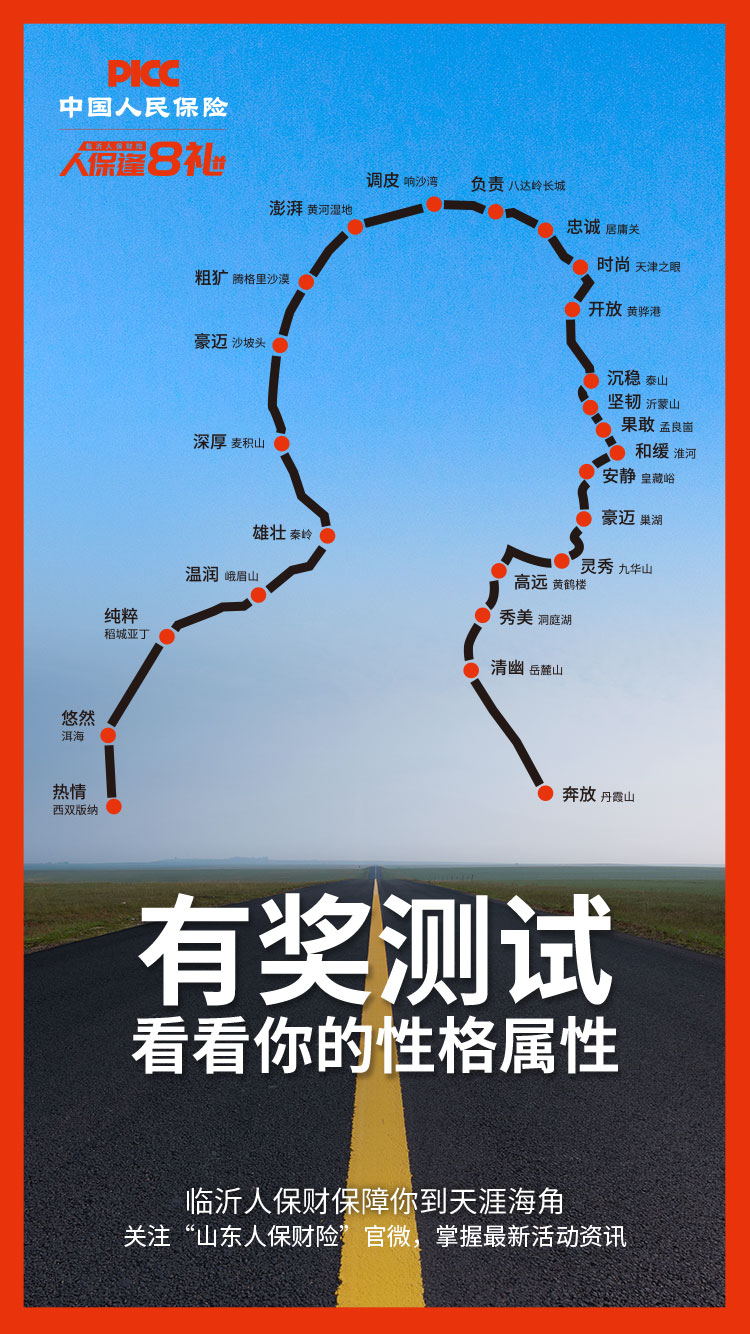 PICC
中国人民保险
临沂人保财险
人保逢8礼
调皮 响沙湾
负责 八达岭长城
澎湃 黄河湿地
忠诚 居庸关
时尚 天津之眼
粗犷 腾格里沙漠
开放 黄骅港
豪迈 沙坡头
沉稳 泰山
坚韧 沂蒙山
果敢 孟良崮
深厚 麦积山
和缓 淮河
安静 皇藏峪
豪迈 巢湖
雄壮 秦岭
灵秀 九华山
温润 峨眉山
高远 黄鹤楼
纯粹
稻城亚丁
秀美 洞庭湖
清幽 岳麓山
悠然
洱海
热情
西双版纳
奔放 丹霞山
有奖测试
看看你的性格属性
临沂人保财保障你到天涯海角
关注“山东人保财险”官微，掌握最新活动资讯